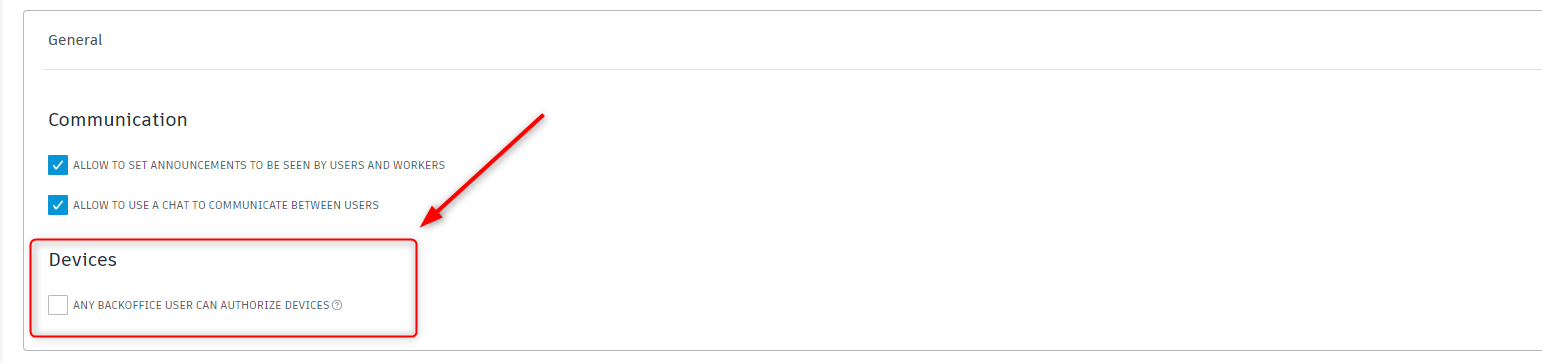 General
Communication
ALLOW TO SET ANNOUNCEMENTS TO BE SEEN BY USERS AND WORKERS
ALLOW TO USE A CHAT TO COMMUNICATE BETWEEN USERS
Devices
ANY BACKOFFICE USER CAN AUTHORIZE DEVICES ?